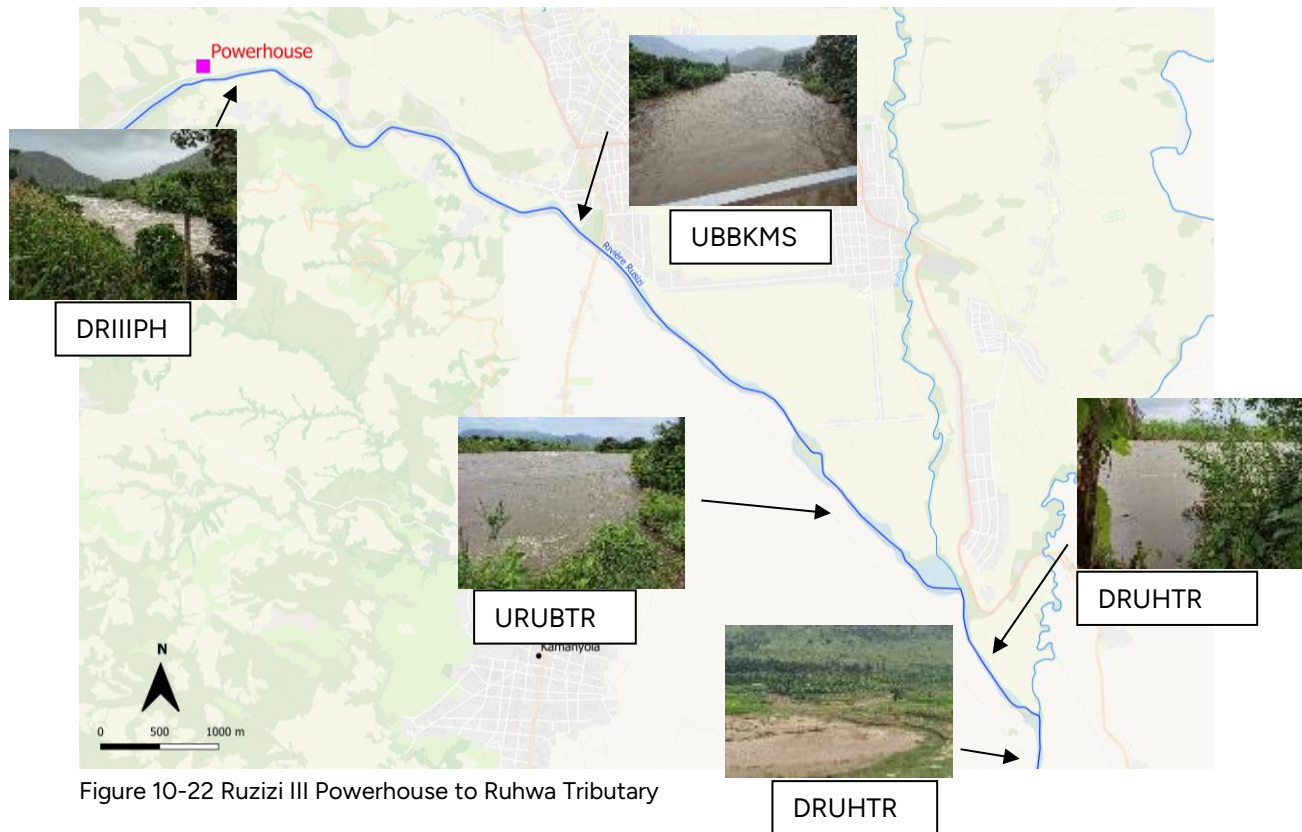 Powerhouse
DRIIIPH
UBBKMS
Rivière Rusizi
URUBTR
Kamanyola
DRUHTR
DRUHTR
N
0 500 1000 m
Figure 10-22 Ruzizi III Powerhouse to Ruhwa Tributary